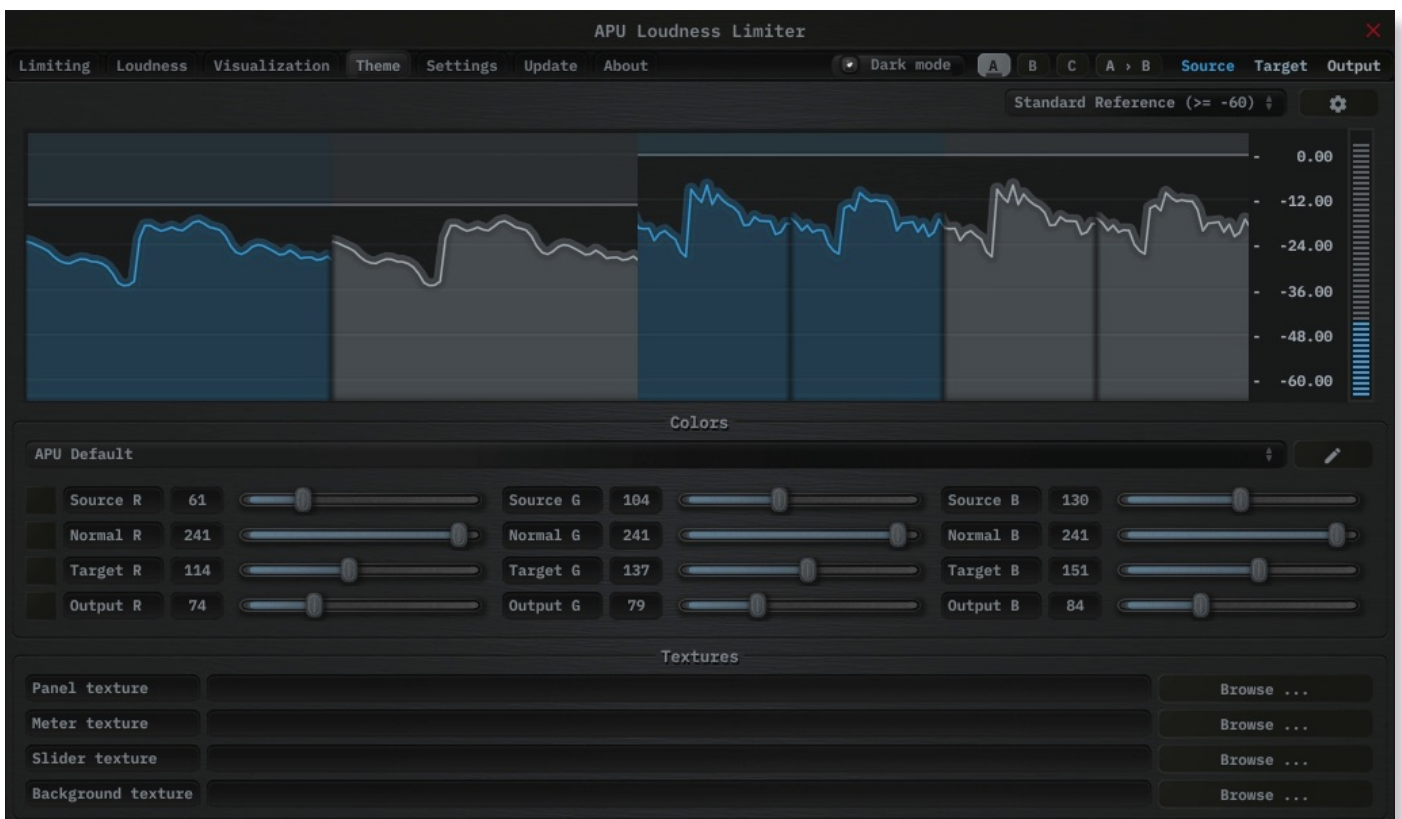 APU Loudness Limiter
Limiting Loudness Visualization Theme Settings Update About Dark mode A B C A › B Source Target Output
Standard Reference (>= -60)
- 0.00
- -12.00
- -24.00
- -36.00
- -48.00
- -60.00
Colors
APU Default
Source R 61 Source G 104 Source B 130
Normal R 241 Normal G 241 Normal B 241
Target R 114 Target G 137 Target B 151
Output R 74 Output G 79 Output B 84
Textures
Panel texture Browse ...
Meter texture Browse ...
Slider texture Browse ...
Background texture Browse ...